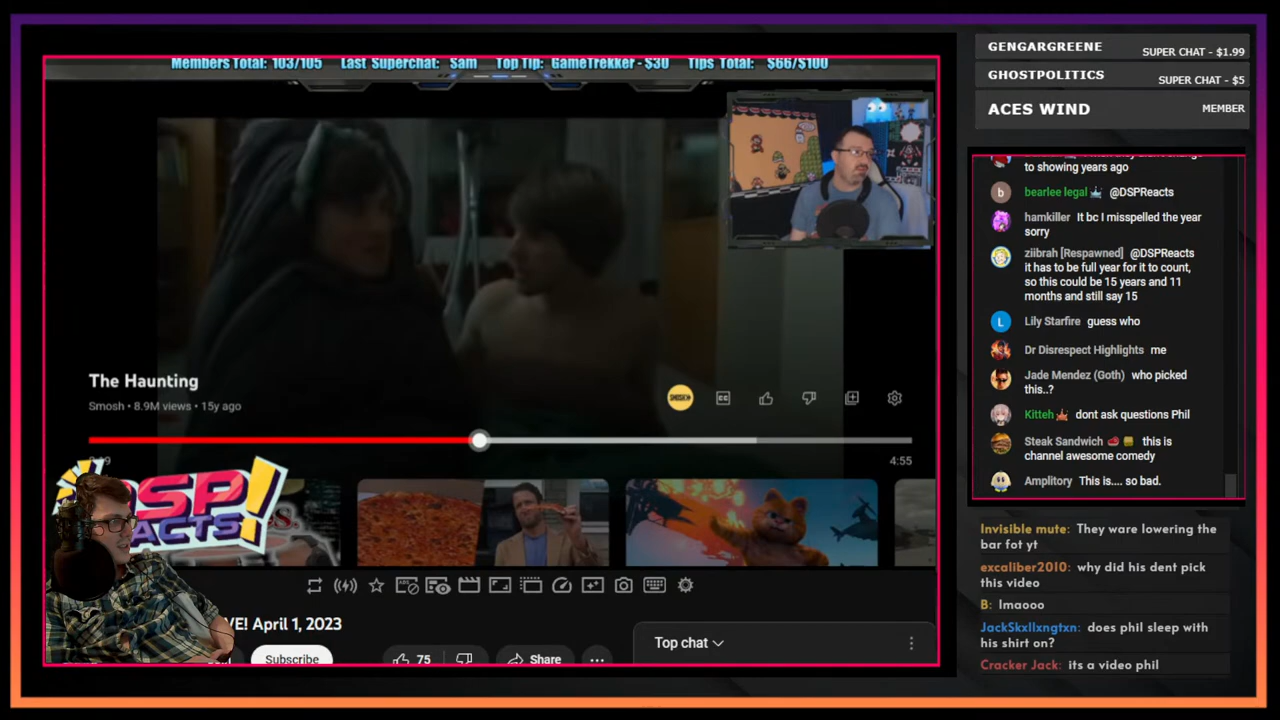 Members Total: 103/105 Last Superchat: Sam Top Tip: GameTrekker - $30 Tips Total: $66/$100
The Haunting
Smosh • 8.9M views • 15y ago
SMOSH
CC
4:55
DSP
REACTS!
E! April 1, 2023
Subscribe
75
Share
Top chat
GENGARGREENE SUPER CHAT - $1.99
GHOSTPOLITICS SUPER CHAT - $5
ACES WIND MEMBER
to showing years ago
bearlee legal @DSPReacts
hamkiller It bc I misspelled the year
sorry
ziibrah [Respawned] @DSPReacts
it has to be full year for it to count,
so this could be 15 years and 11
months and still say 15
Lily Starfire guess who
Dr Disrespect Highlights me
Jade Mendez (Goth) who picked
this..?
Kitteh dont ask questions Phil
Steak Sandwich this is
channel awesome comedy
Amplitory This is.... so bad.
Invisible mute: They ware lowering the
bar fot yt
excaliber2010: why did his dent pick
this video
B: lmaooo
JackSkxllxngtxn: does phil sleep with
his shirt on?
Cracker Jack: its a video phil